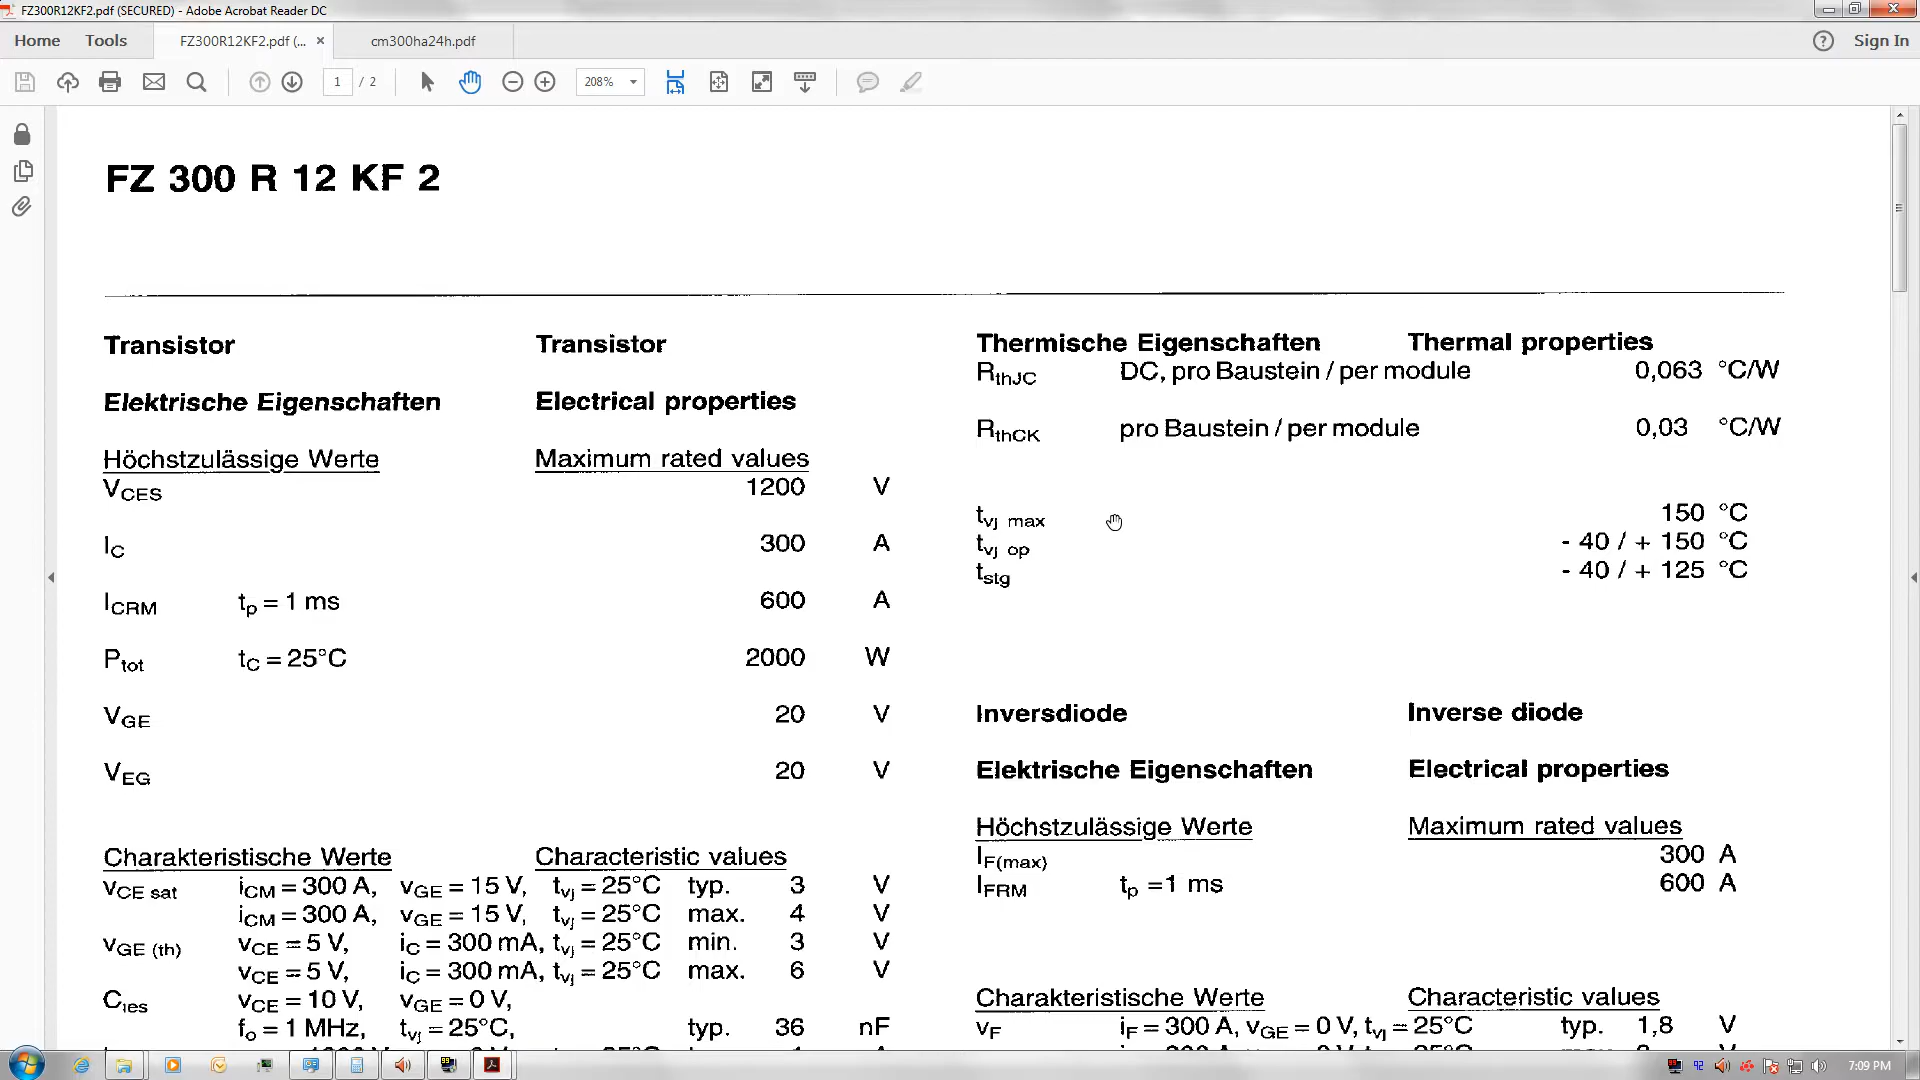 FZ300R12KF2.pdf (SECURED) - Adobe Acrobat Reader DC
Home Tools FZ300R12KF2.pdf (... × cm300ha24h.pdf Sign In
1 / 2 208%
FZ 300 R 12 KF 2
Transistor Transistor
Elektrische Eigenschaften Electrical properties
Höchstzulässige Werte Maximum rated values
VCES 1200 V
IC 300 A
ICRM tp = 1 ms 600 A
Ptot tC = 25°C 2000 W
VGE 20 V
VEG 20 V
Charakteristische Werte Characteristic values
vCE sat iCM = 300 A, vGE = 15 V, tvj = 25°C typ. 3 V
iCM = 300 A, vGE = 15 V, tvj = 25°C max. 4 V
vGE (th) vCE = 5 V, iC = 300 mA, tvj = 25°C min. 3 V
vCE = 5 V, iC = 300 mA, tvj = 25°C max. 6 V
Cies vCE = 10 V, vGE = 0 V,
fo = 1 MHz, tvj = 25°C, typ. 36 nF
Thermische Eigenschaften Thermal properties
RthJC DC, pro Baustein / per module 0,063 °C/W
RthCK pro Baustein / per module 0,03 °C/W
tvj max 150 °C
tvj op - 40 / + 150 °C
tstg - 40 / + 125 °C
Inversdiode Inverse diode
Elektrische Eigenschaften Electrical properties
Höchstzulässige Werte Maximum rated values
IF(max) 300 A
IFRM tp =1 ms 600 A
Charakteristische Werte Characteristic values
vF iF = 300 A, vGE = 0 V, tvj = 25°C typ. 1,8 V
92 7:09 PM